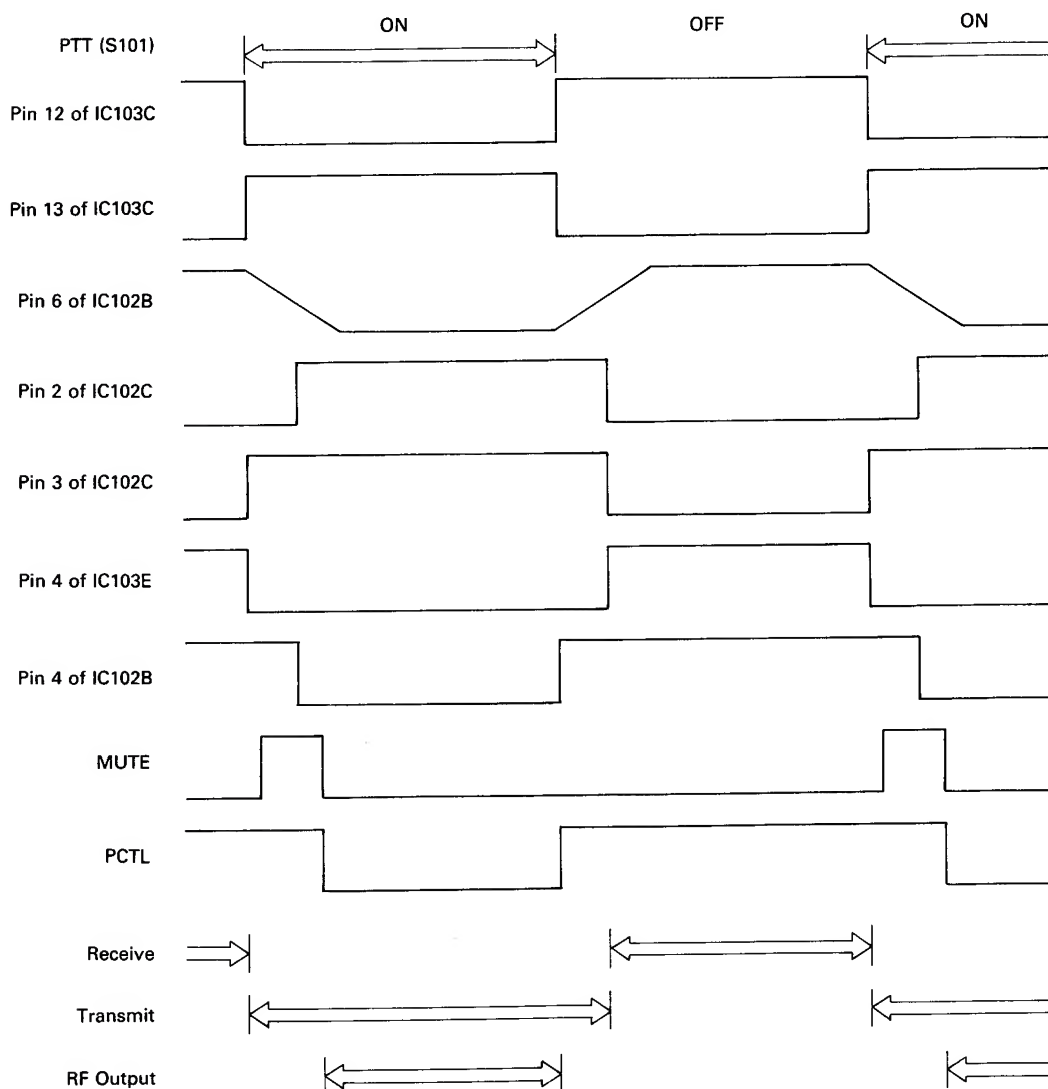 ON OFF ON
PTT (S101)
Pin 12 of IC103C
Pin 13 of IC103C
Pin 6 of IC102B
Pin 2 of IC102C
Pin 3 of IC102C
Pin 4 of IC103E
Pin 4 of IC102B
MUTE
PCTL
Receive
Transmit
RF Output